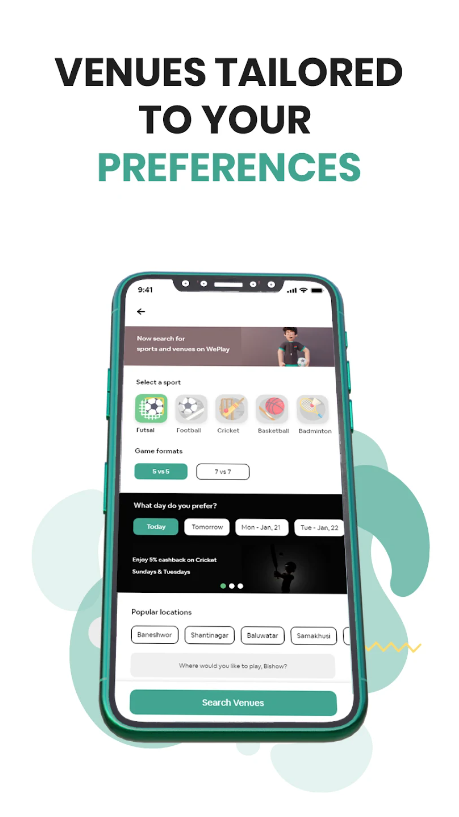 VENUES TAILORED
TO YOUR
PREFERENCES
9:41
Now search for
sports and venues on WePlay
Select a sport
Futsal Football Cricket Basketball Badminton
Game formats
5 vs 5 7 vs 7
What day do you prefer?
Today Tomorrow Mon - Jan, 21 Tue - Jan, 22
Enjoy 5% cashback on Cricket
Sundays & Tuesdays
Popular locations
Baneshwor Shantinagar Baluwatar Samakhusi
Where would you like to play, Bishow?
Search Venues